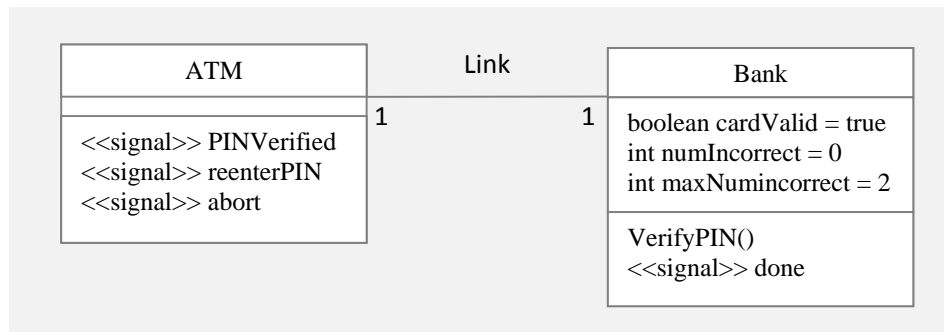 ATM
<<signal>> PINVerified
<<signal>> reenterPIN
<<signal>> abort
Link
1
1
Bank
boolean cardValid = true
int numIncorrect = 0
int maxNumincorrect = 2
VerifyPIN()
<<signal>> done